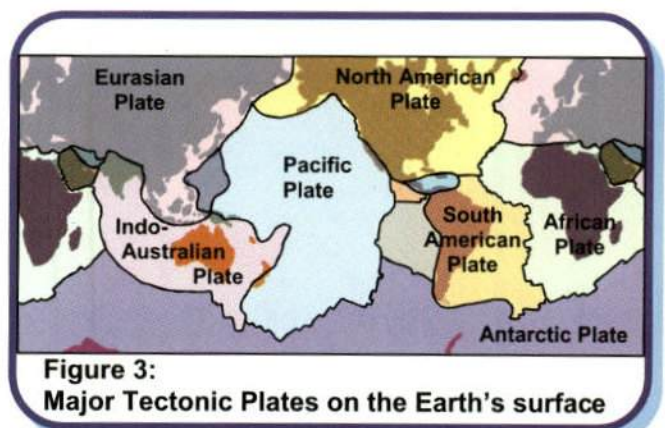 Eurasian
Plate
North American
Plate
Pacific
Plate
Indo-
Australian
Plate
South
American
Plate
African
Plate
Antarctic Plate
Figure 3:
Major Tectonic Plates on the Earth's surface